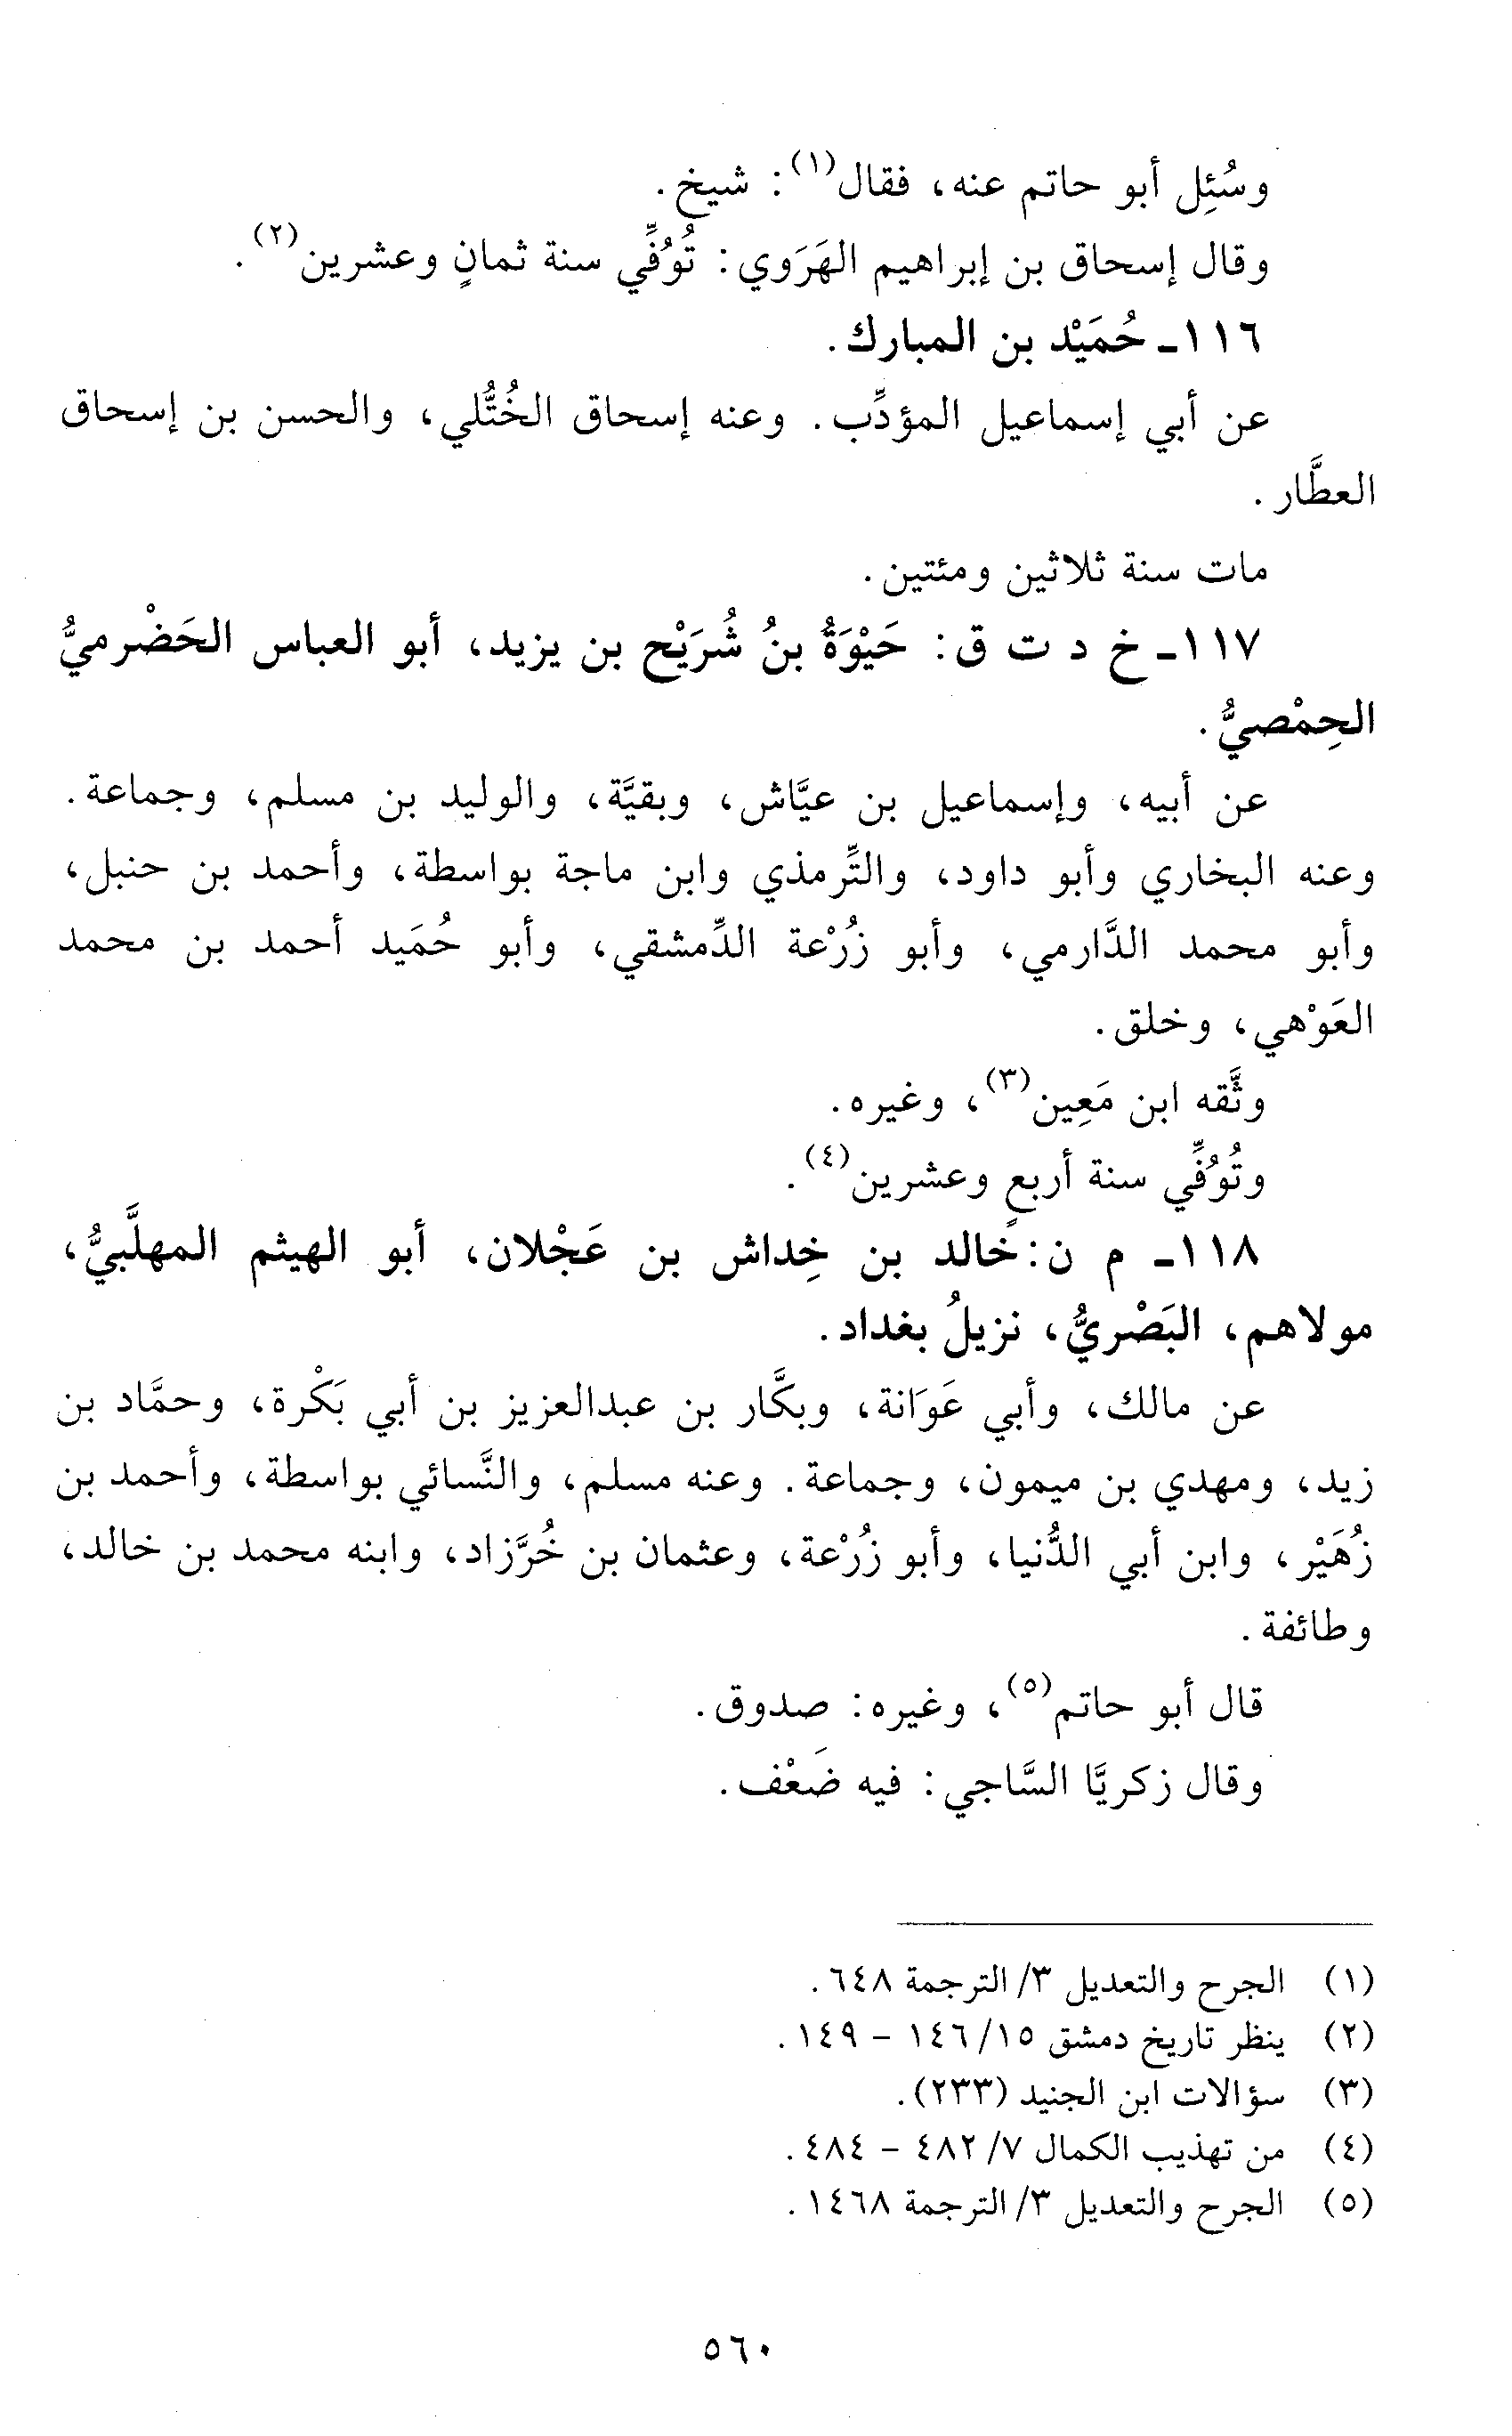 وسُئِل أبو حاتم عنه، فقال(١): شيخ.
وقال إسحاق بن إبراهيم الهَرَوي: تُوُفِّي سنة ثمانٍ وعشرين(٢).
١١٦ـ حُمَيْد بن المبارك.
عن أبي إسماعيل المؤدِّب. وعنه إسحاق الخُتُّلي، والحسن بن إسحاق
العطَّار.
مات سنة ثلاثين ومئتين.
١١٧ـ خ د ت ق: حَيْوَةُ بنُ شُرَيْح بن يزيد، أبو العباس الحَضْرميُّ
الحِمْصيُّ.
عن أبيه، وإسماعيل بن عيَّاش، وبقيَّة، والوليد بن مسلم، وجماعة.
وعنه البخاري وأبو داود، والتِّرمذي وابن ماجة بواسطة، وأحمد بن حنبل،
وأبو محمد الدَّارمي، وأبو زُرْعة الدِّمشقي، وأبو حُمَيد أحمد بن محمد
العَوْهي، وخلق.
وثَّقه ابن مَعِين(٣)، وغيره.
وتُوُفِّي سنة أربعٍ وعشرين(٤).
١١٨ـ م ن: خالد بن خِداش بن عَجْلان، أبو الهيثم المهلَّبيُّ،
مولاهم، البَصْريُّ، نزيلُ بغداد.
عن مالك، وأبي عَوَانة، وبكَّار بن عبدالعزيز بن أبي بَكْرة، وحمَّاد بن
زيد، ومهدي بن ميمون، وجماعة. وعنه مسلم، والنَّسائي بواسطة، وأحمد بن
زُهَيْر، وابن أبي الدُّنيا، وأبو زُرْعة، وعثمان بن خُرَّزاد، وابنه محمد بن خالد،
وطائفة.
قال أبو حاتم(٥)، وغيره: صدوق.
وقال زكريَّا السَّاجي: فيه ضَعْف.
(١) الجرح والتعديل ٣/ الترجمة ٦٤٨.
(٢) ينظر تاريخ دمشق ١٥/ ١٤٦ - ١٤٩.
(٣) سؤالات ابن الجنيد (٢٣٣).
(٤) من تهذيب الكمال ٧/ ٤٨٢ - ٤٨٤.
(٥) الجرح والتعديل ٣/ الترجمة ١٤٦٨.
٥٦٠